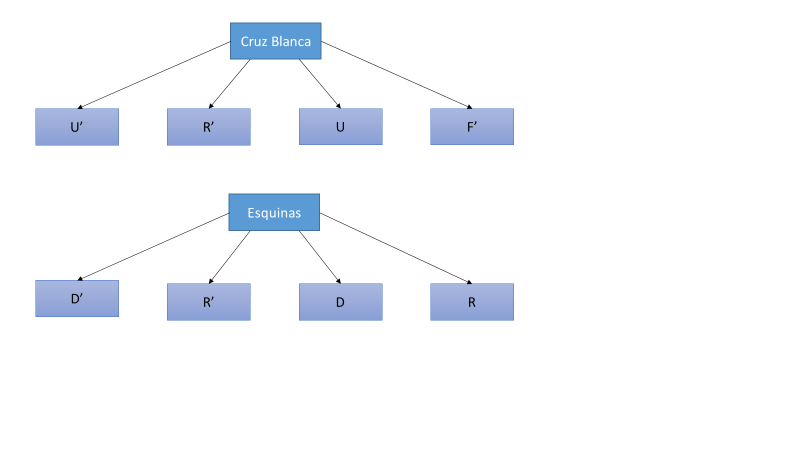 Cruz Blanca
U’
R’
U
F’
Esquinas
D’
R’
D
R